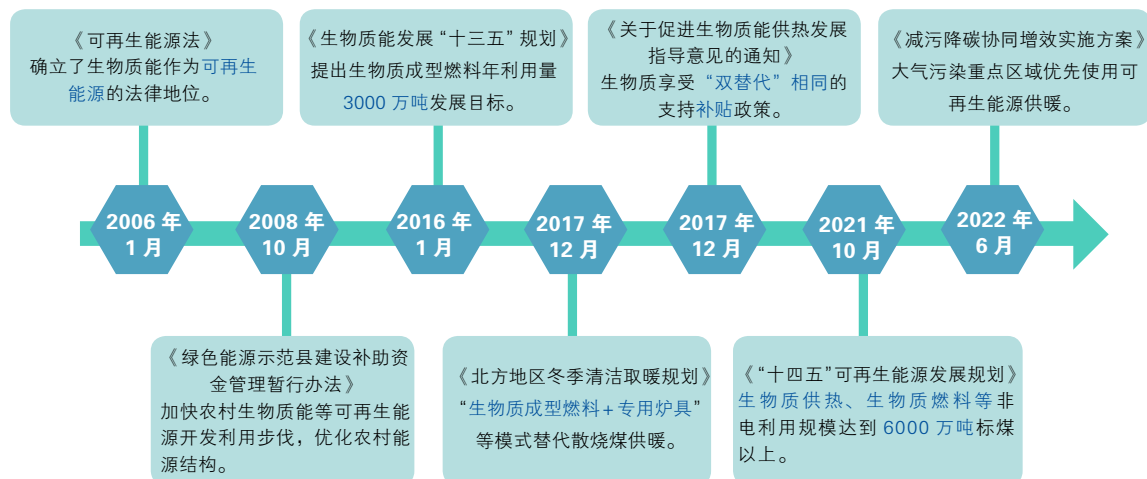 《可再生能源法》
确立了生物质能作为可再生
能源的法律地位。
《生物质能发展“十三五”规划》
提出生物质成型燃料年利用量
3000 万吨发展目标。
《关于促进生物质能供热发展
指导意见的通知》
生物质享受“双替代”相同的
支持补贴政策。
《减污降碳协同增效实施方案》
大气污染重点区域优先使用可
再生能源供暖。
2006 年
1 月
2008 年
10 月
2016 年
1 月
2017 年
12 月
2017 年
12 月
2021 年
10 月
2022 年
6 月
《绿色能源示范县建设补助资
金管理暂行办法》
加快农村生物质能等可再生能
源开发利用步伐，优化农村能
源结构。
《北方地区冬季清洁取暖规划》
“生物质成型燃料+专用炉具”
等模式替代散烧煤供暖。
《“十四五”可再生能源发展规划》
生物质供热、生物质燃料等非
电利用规模达到 6000 万吨标煤
以上。